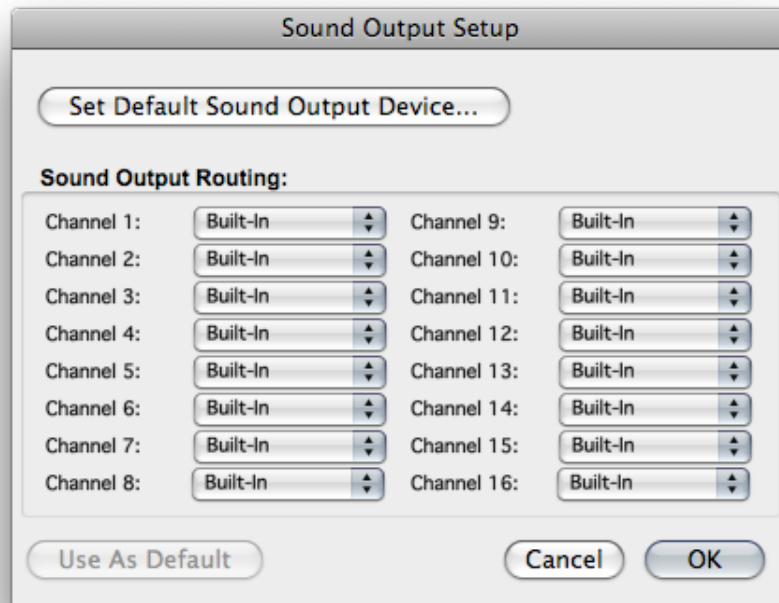 Sound Output Setup
Set Default Sound Output Device...
Sound Output Routing:
Channel 1: Built-In Channel 9: Built-In
Channel 2: Built-In Channel 10: Built-In
Channel 3: Built-In Channel 11: Built-In
Channel 4: Built-In Channel 12: Built-In
Channel 5: Built-In Channel 13: Built-In
Channel 6: Built-In Channel 14: Built-In
Channel 7: Built-In Channel 15: Built-In
Channel 8: Built-In Channel 16: Built-In
Use As Default Cancel OK